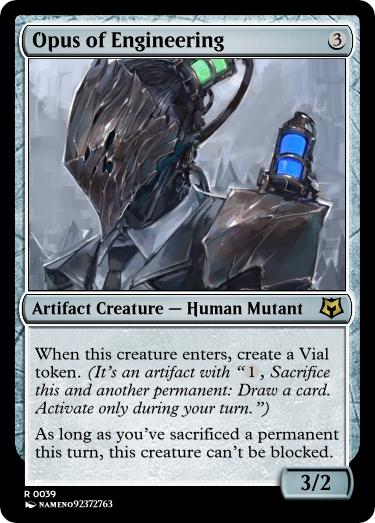 Opus of Engineering 3
Artifact Creature — Human Mutant
When this creature enters, create a Vial
token. (It's an artifact with “1, Sacrifice
this and another permanent: Draw a card.
Activate only during your turn.”)
As long as you've sacrificed a permanent
this turn, this creature can't be blocked.
3/2
R 0039
NAMENO92372763